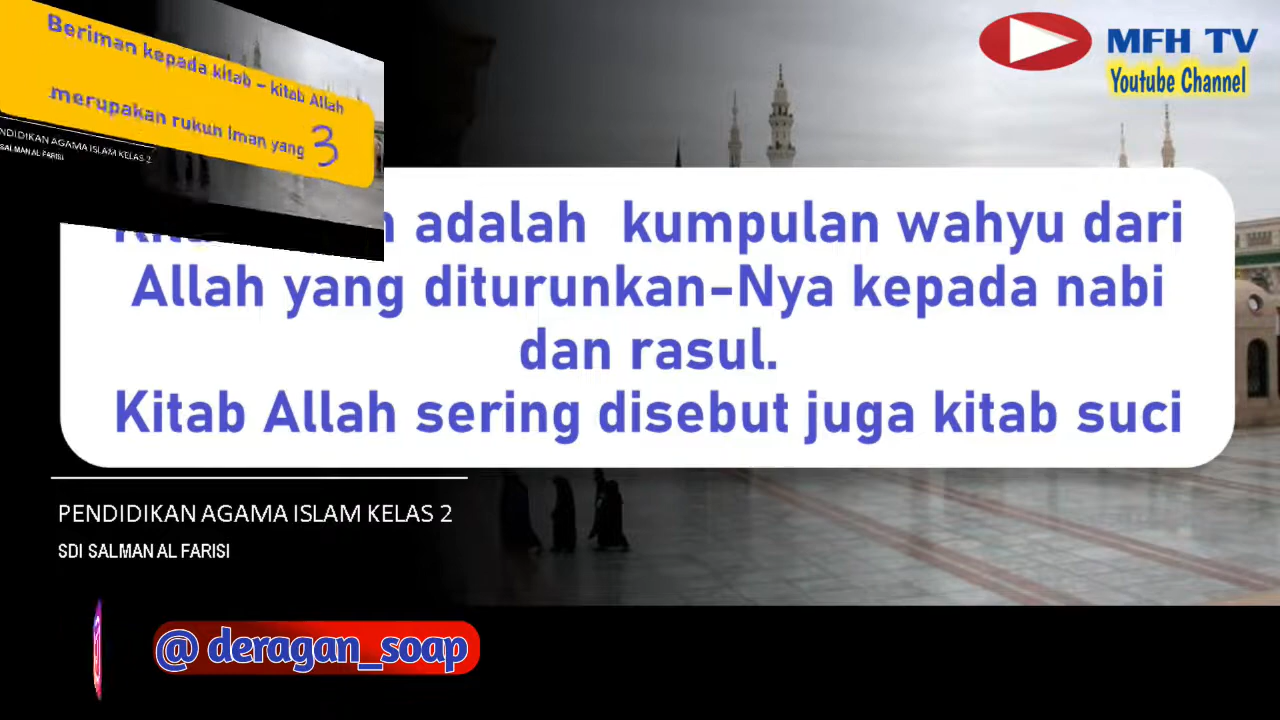 Beriman kepada kitab – kitab Allah
merupakan rukun Iman yang 3
PENDIDIKAN AGAMA ISLAM KELAS 2
SALMAN AL FARISI
MFH TV
Youtube Channel
adalah kumpulan wahyu dari
Allah yang diturunkan-Nya kepada nabi
dan rasul.
Kitab Allah sering disebut juga kitab suci
PENDIDIKAN AGAMA ISLAM KELAS 2
SDI SALMAN AL FARISI
@ deragan_soap